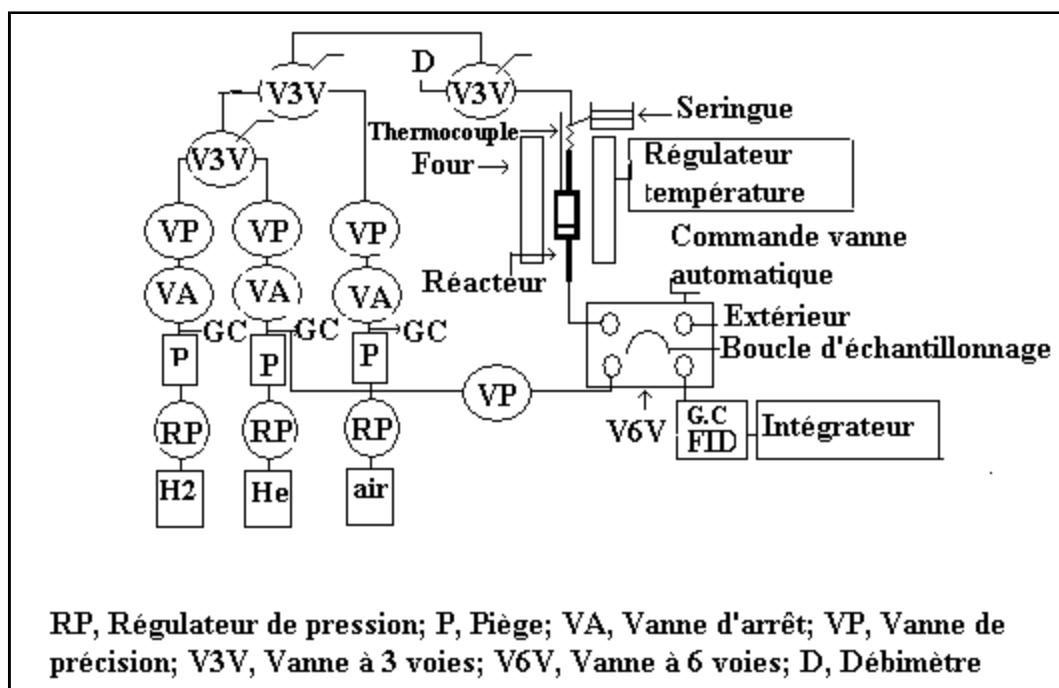 D
V3V
V3V
Seringue
Thermocouple
V3V
Four
Régulateur
température
VP
VP
VP
Commande vanne
automatique
Réacteur
VA
VA
VA
Extérieur
GC
GC
GC
Boucle d'échantillonnage
P
P
P
VP
V6V
G.C
FID
Intégrateur
RP
RP
RP
H2
He
air
RP, Régulateur de pression; P, Piège; VA, Vanne d'arrêt; VP, Vanne de
précision; V3V, Vanne à 3 voies; V6V, Vanne à 6 voies; D, Débimètre